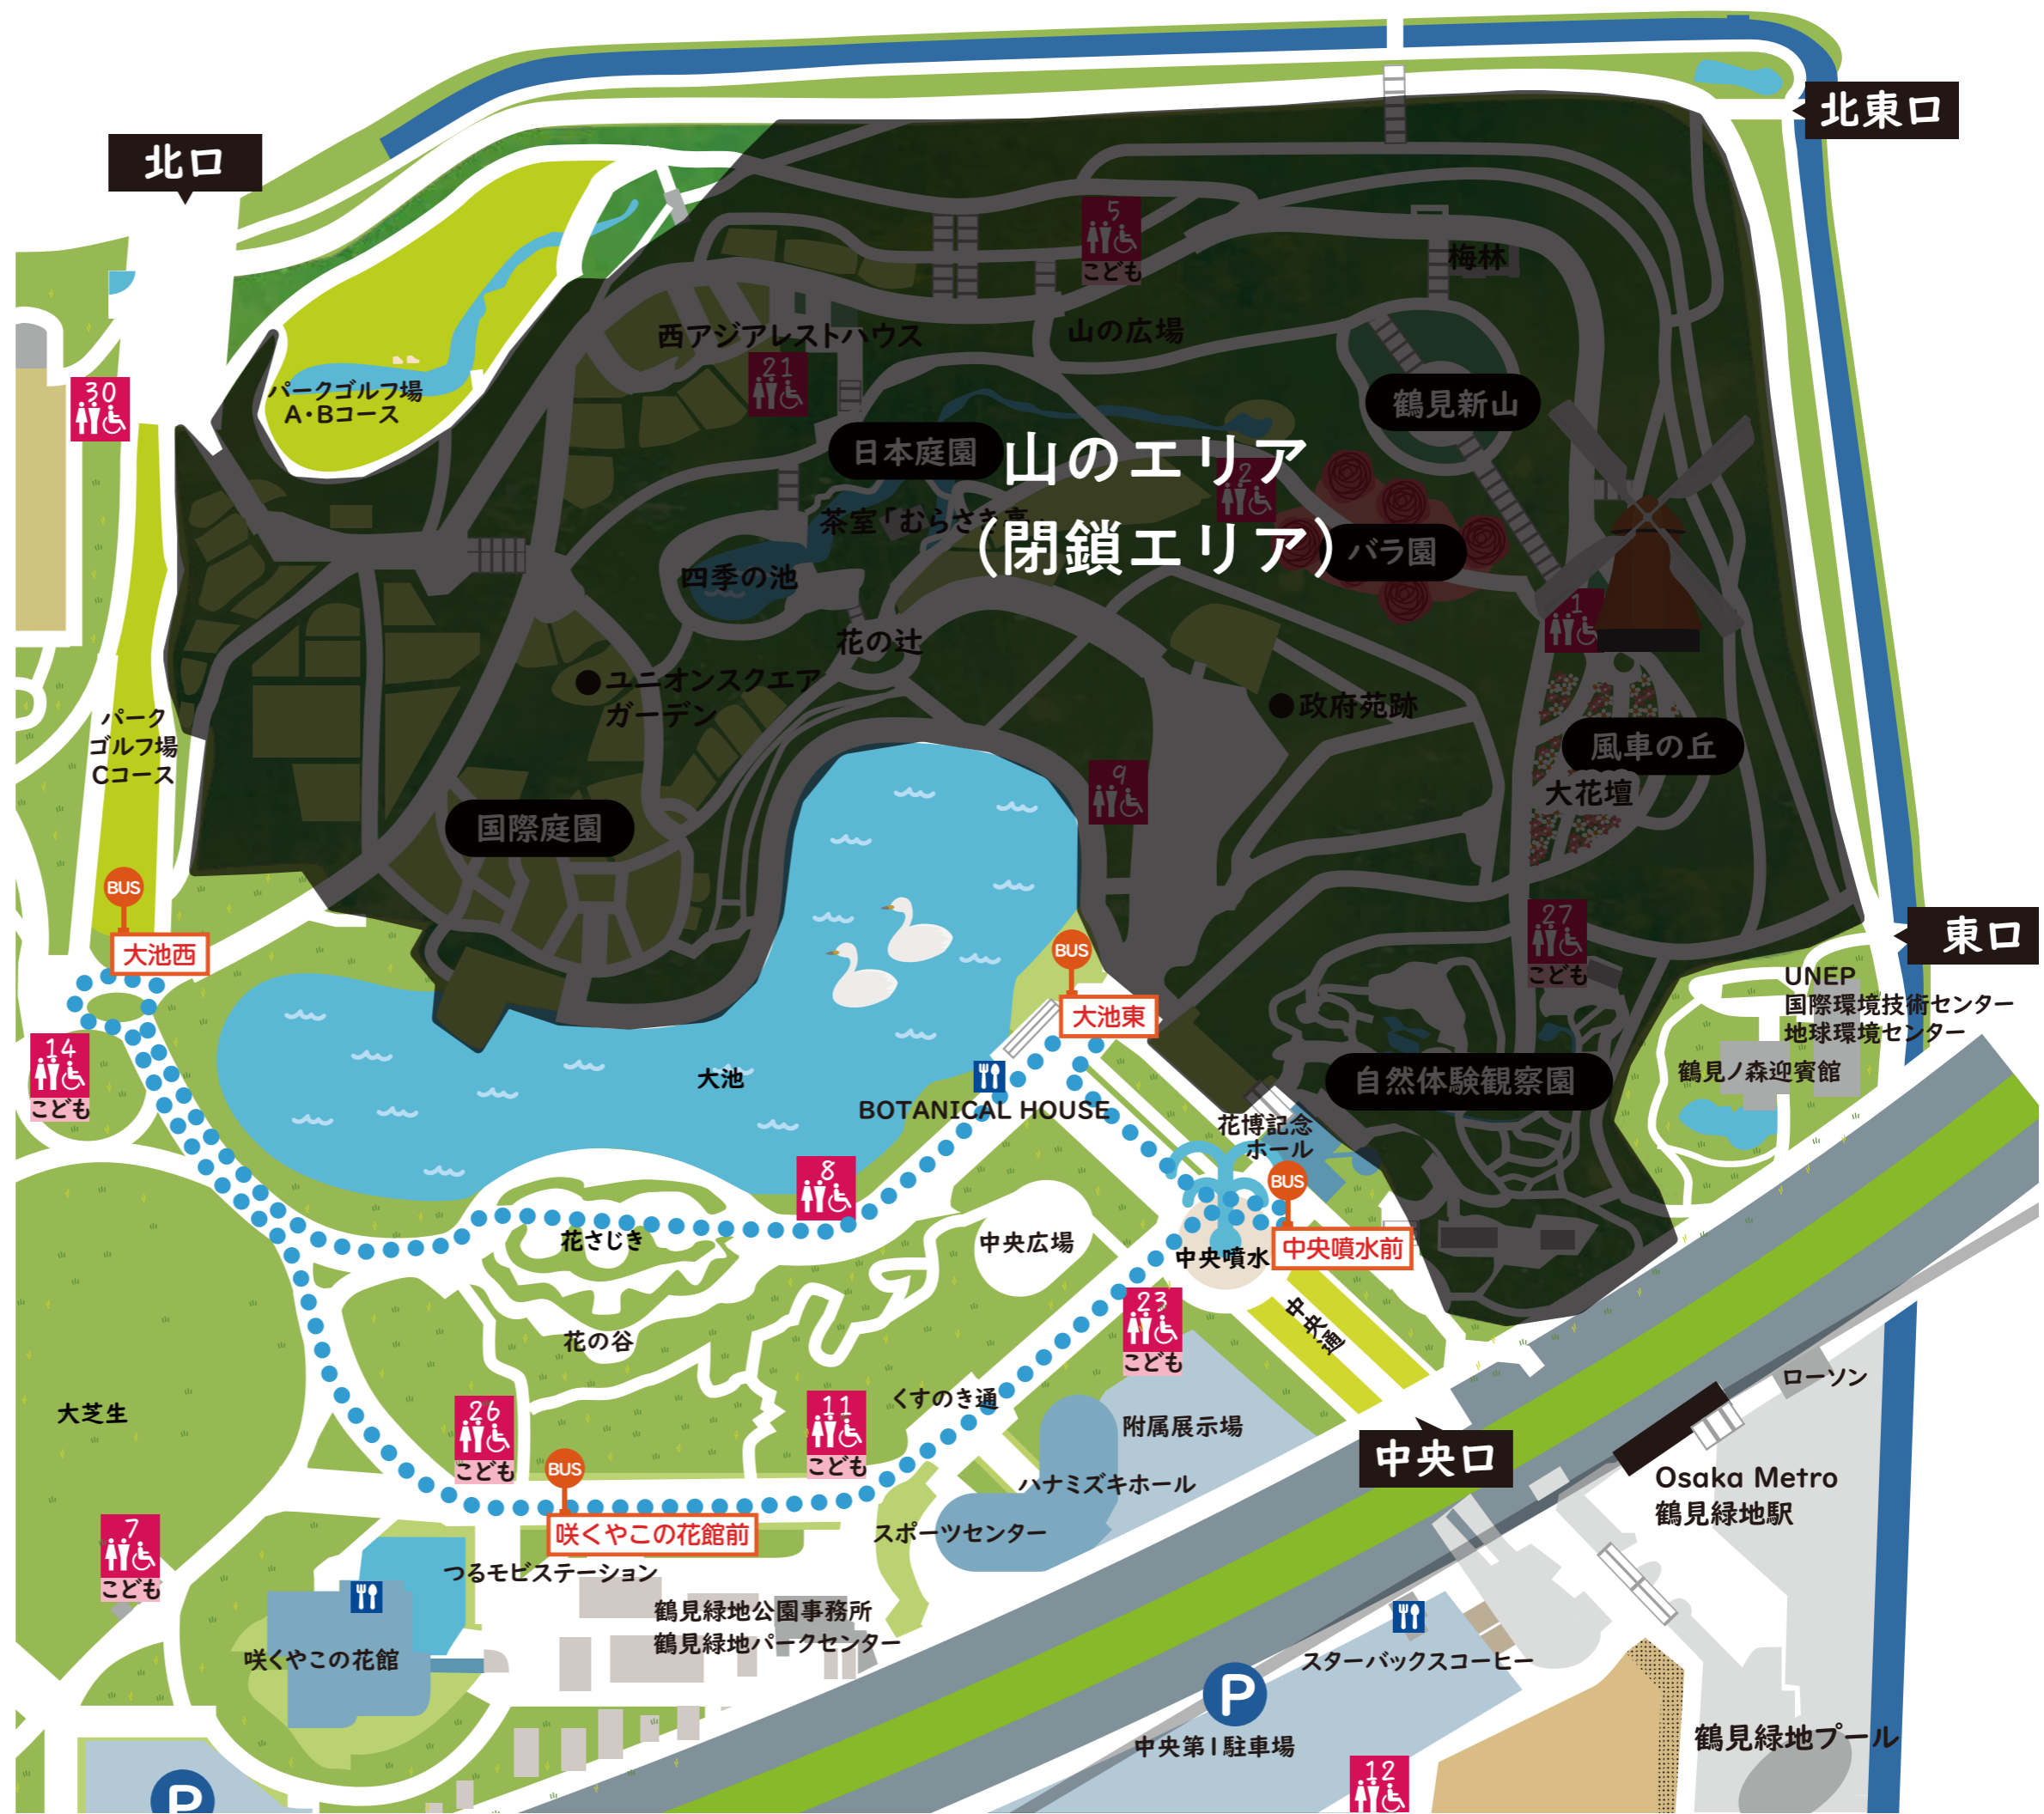 北口
北東口
5
こども
梅林
西アジアレストハウス
山の広場
30
21
パークゴルフ場
A・Bコース
鶴見新山
日本庭園
山のエリア
(閉鎖エリア)
2
茶室「むらさき亭」
バラ園
四季の池
1
花の辻
ユニオンスクエア
ガーデン
政府苑跡
パーク
ゴルフ場
Cコース
風車の丘
大花壇
9
国際庭園
BUS
大池西
27
こども
東口
BUS
大池東
UNEP
国際環境技術センター
地球環境センター
鶴見ノ森迎賓館
14
こども
大池
自然体験観察園
BOTANICAL HOUSE
花博記念
ホール
8
BUS
中央噴水前
花さじき
中央広場
中央噴水
23
こども
中央通
花の谷
ローソン
大芝生
26
こども
11
こども
くすのき通
附属展示場
中央口
BUS
咲くやこの花館前
ハナミズキホール
スポーツセンター
Osaka Metro
鶴見緑地駅
7
こども
つるモビステーション
鶴見緑地公園事務所
鶴見緑地パークセンター
咲くやこの花館
スターバックスコーヒー
P
中央第1駐車場
鶴見緑地プール
12
P